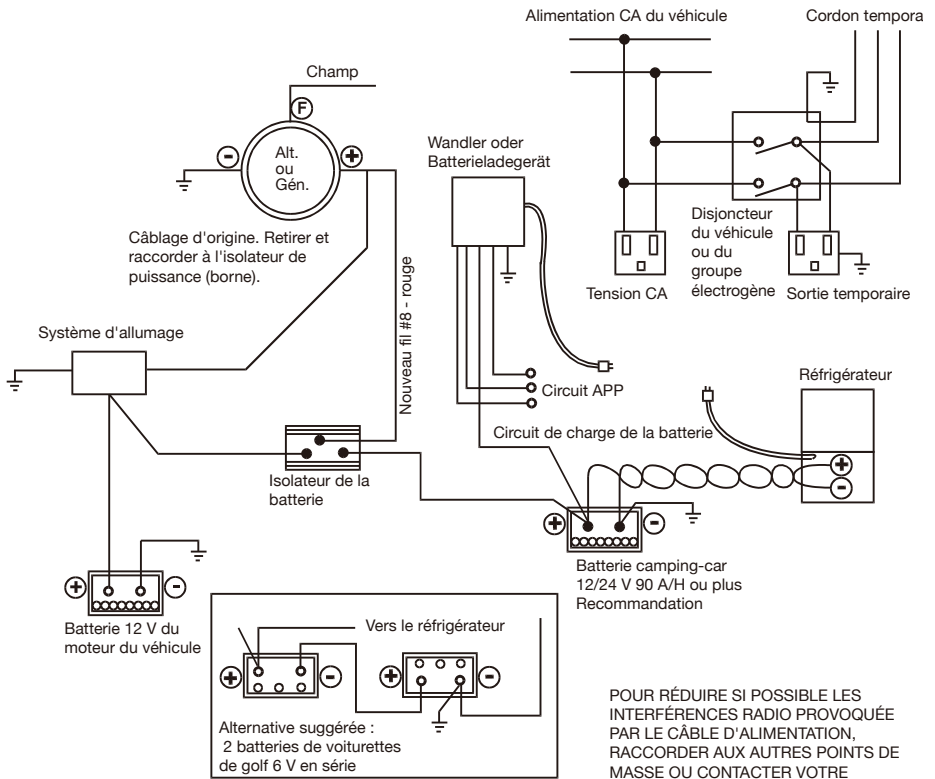 Alimentation CA du véhicule
Cordon tempora
Champ
F
Alt.
ou
Gén.
Wandler oder
Batterieladegerät
Câblage d'origine. Retirer et
raccorder à l'isolateur de
puissance (borne).
Disjoncteur
du véhicule
ou du
groupe
électrogène
Tension CA
Sortie temporaire
Nouveau fil #8 - rouge
Système d'allumage
Circuit APP
Réfrigérateur
Circuit de charge de la batterie
Isolateur de la
batterie
Batterie camping-car
12/24 V 90 A/H ou plus
Recommandation
Batterie 12 V du
moteur du véhicule
Vers le réfrigérateur
Alternative suggérée :
2 batteries de voiturettes
de golf 6 V en série
POUR RÉDUIRE SI POSSIBLE LES
INTERFÉRENCES RADIO PROVOQUÉE
PAR LE CÂBLE D'ALIMENTATION,
RACCORDER AUX AUTRES POINTS DE
MASSE OU CONTACTER VOTRE